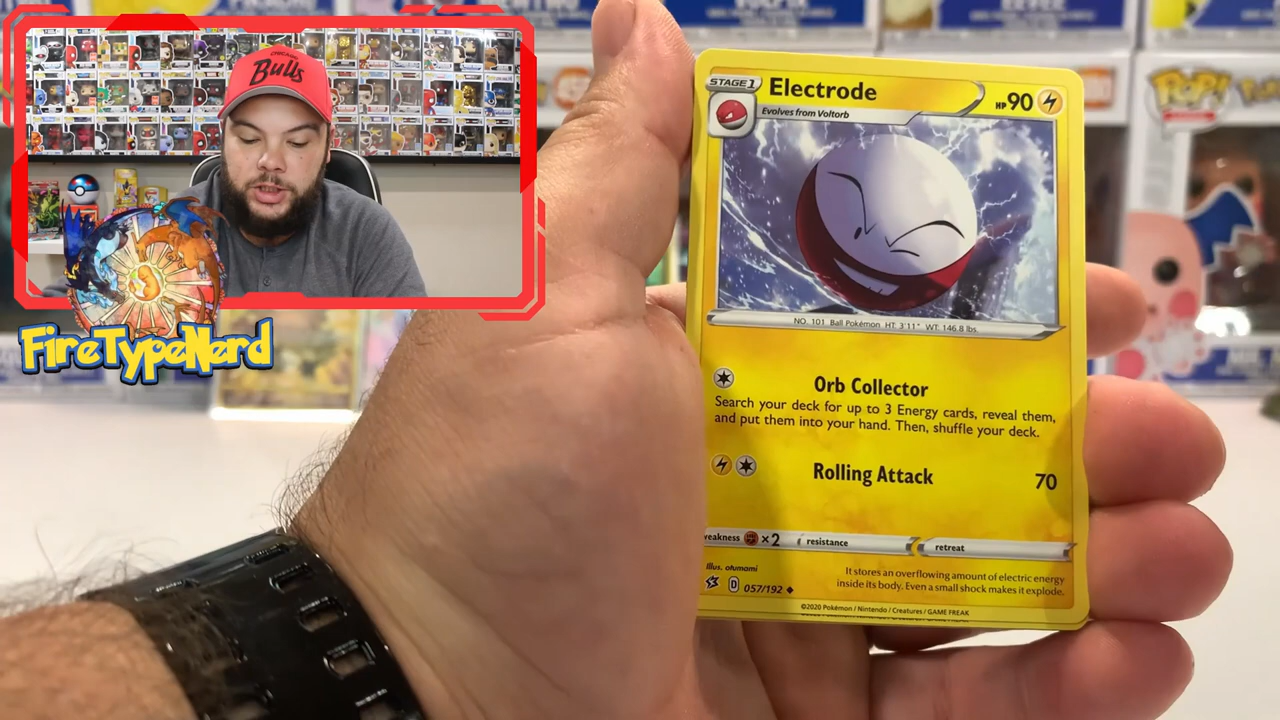 CHICAGO
Bulls
FireTypeNerd
POP!
STAGE 1
Electrode
HP 90
Evolves from Voltorb
NO. 101 Ball Pokémon HT: 3'11" WT: 146.8 lbs.
Orb Collector
Search your deck for up to 3 Energy cards, reveal them,
and put them into your hand. Then, shuffle your deck.
Rolling Attack 70
weakness ×2 resistance retreat
Illus. otumami
D 057/192
It stores an overflowing amount of electric energy
inside its body. Even a small shock makes it explode.
©2020 Pokémon / Nintendo / Creatures / GAME FREAK